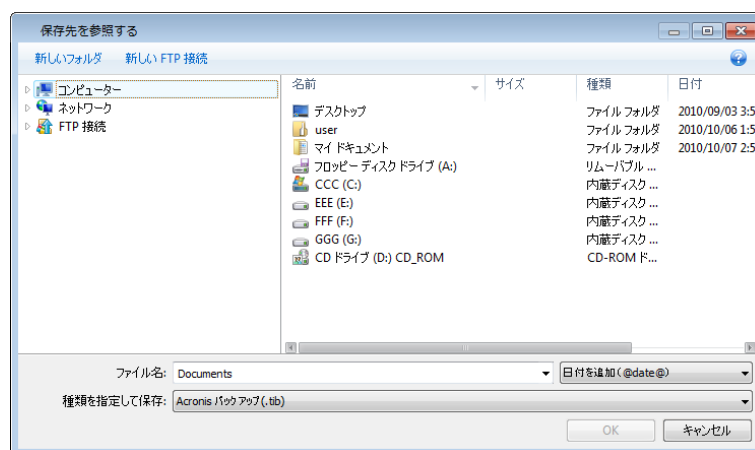 保存先を参照する
新しいフォルダ 新しい FTP 接続
コンピューター
ネットワーク
FTP 接続
名前 サイズ 種類 日付
デスクトップ ファイル フォルダ 2010/09/03 3:5
user ファイル フォルダ 2010/10/06 1:5
マイ ドキュメント ファイル フォルダ 2010/10/07 2:5
フロッピー ディスク ドライブ (A:) リムーバブル ...
CCC (C:) 内蔵ディスク ...
EEE (E:) 内蔵ディスク ...
FFF (F:) 内蔵ディスク ...
GGG (G:) 内蔵ディスク ...
CD ドライブ (D:) CD_ROM CD-ROM ド...
ファイル名: Documents 日付を追加(@date@)
種類を指定して保存: Acronis バックアップ(.tib)
OK キャンセル